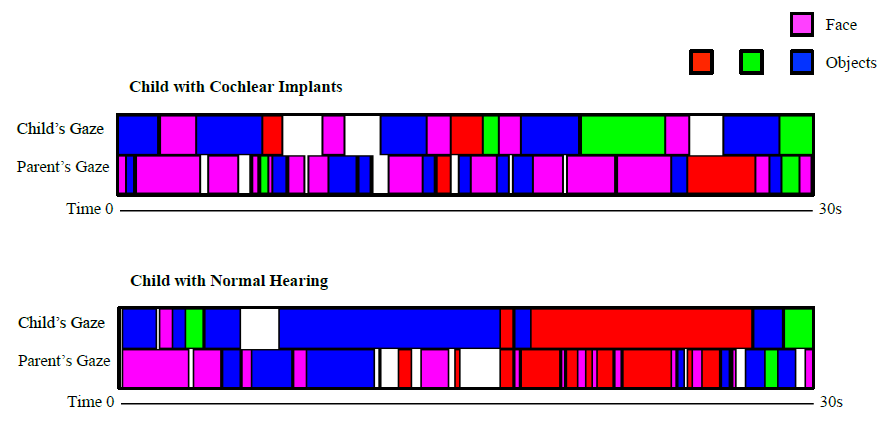 Face
Objects
Child with Cochlear Implants
Child's Gaze
Parent's Gaze
Time 0 30s
Child with Normal Hearing
Child's Gaze
Parent's Gaze
Time 0 30s